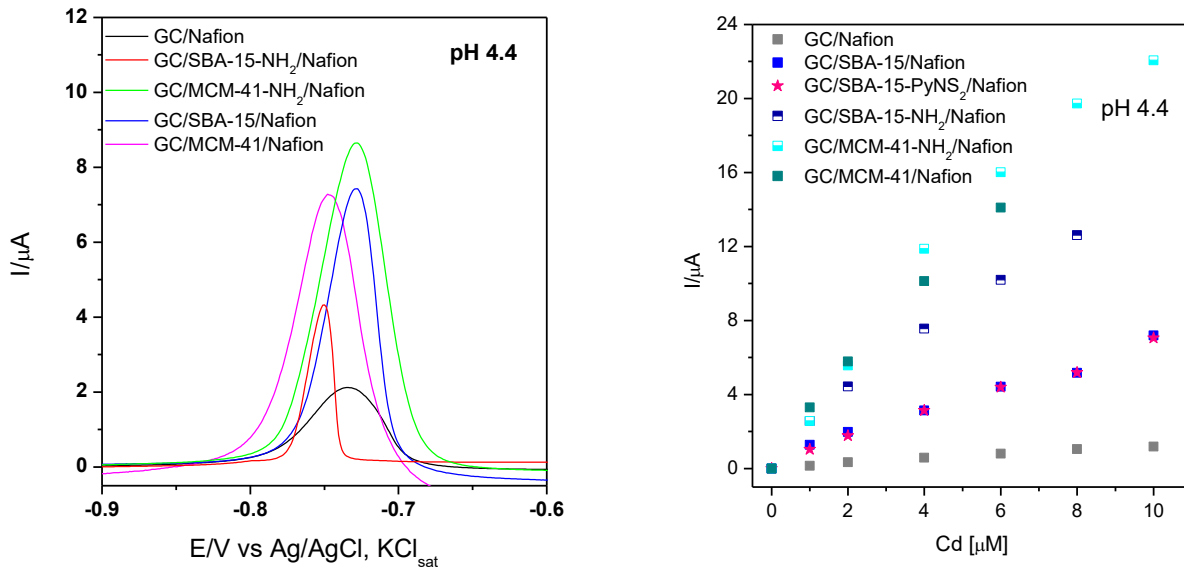 12
10
8
6
4
2
0
I/μA
GC/Nafion
GC/SBA-15-NH₂/Nafion
GC/MCM-41-NH₂/Nafion
GC/SBA-15/Nafion
GC/MCM-41/Nafion
pH 4.4
-0.9 -0.8 -0.7 -0.6
E/V vs Ag/AgCl, KCl_sat
24
20
16
12
8
4
0
I/μA
GC/Nafion
GC/SBA-15/Nafion
GC/SBA-15-PyNS₂/Nafion
GC/SBA-15-NH₂/Nafion
GC/MCM-41-NH₂/Nafion
GC/MCM-41/Nafion
pH 4.4
0 2 4 6 8 10
Cd [μM]